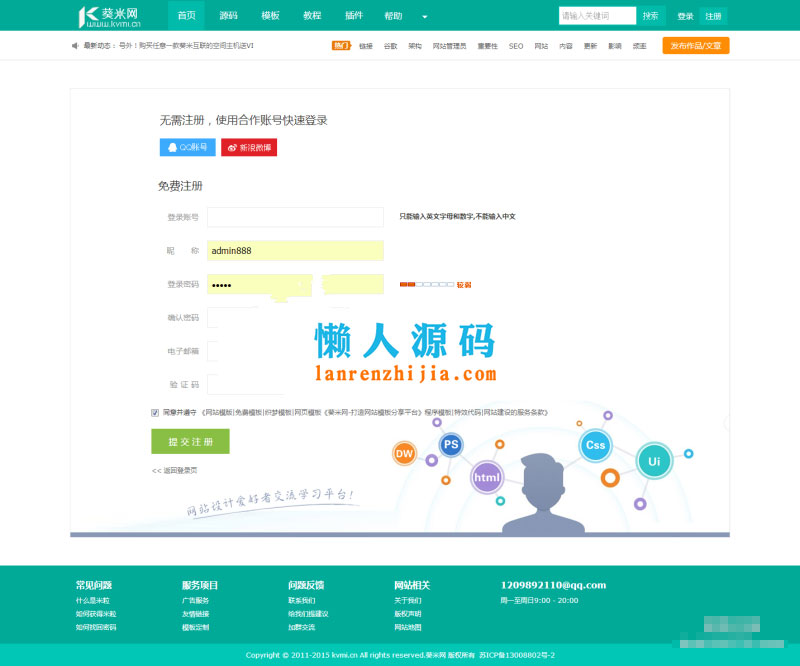 葵米网
www.kvmi.cn
首页 源码 模板 教程 插件 帮助
请输入关键词 搜索 登录 注册
最新动态： 号外！购买任意一款葵米互联的空间主机送VI
热门 链接 谷歌 架构 网站管理员 重要性 SEO 网站 内容 更新 影响 频道
发布作品/文章
无需注册，使用合作账号快速登录
QQ账号 新浪微博
免费注册
登录账号 只能输入英文字母和数字,不能输入中文
昵 称 admin888
登录密码 ●●●●● 较弱
确认密码
电子邮箱
验 证 码
懒人源码
lanrenzhijia.com
同意并遵守 《网站模板|免费模板|织梦模板|网页模板《葵米网-打造网站模板分享平台》程序模板|特效代码|网站建设的服务条款》
提交注册
<< 返回登录页
网站设计爱好者交流学习平台！
DW PS html Css Ui
常见问题 服务项目 问题反馈 网站相关 1209892110@qq.com
什么是米粒 广告服务 联系我们 关于我们 周一至周日9:00 - 20:00
如何获得米粒 友情链接 给我们提建议 版权声明
如何找回密码 模板定制 加群交流 网站地图
Copyright © 2011-2015 kvmi.cn All rights reserved.葵米网 版权所有 苏ICP备13008802号-2